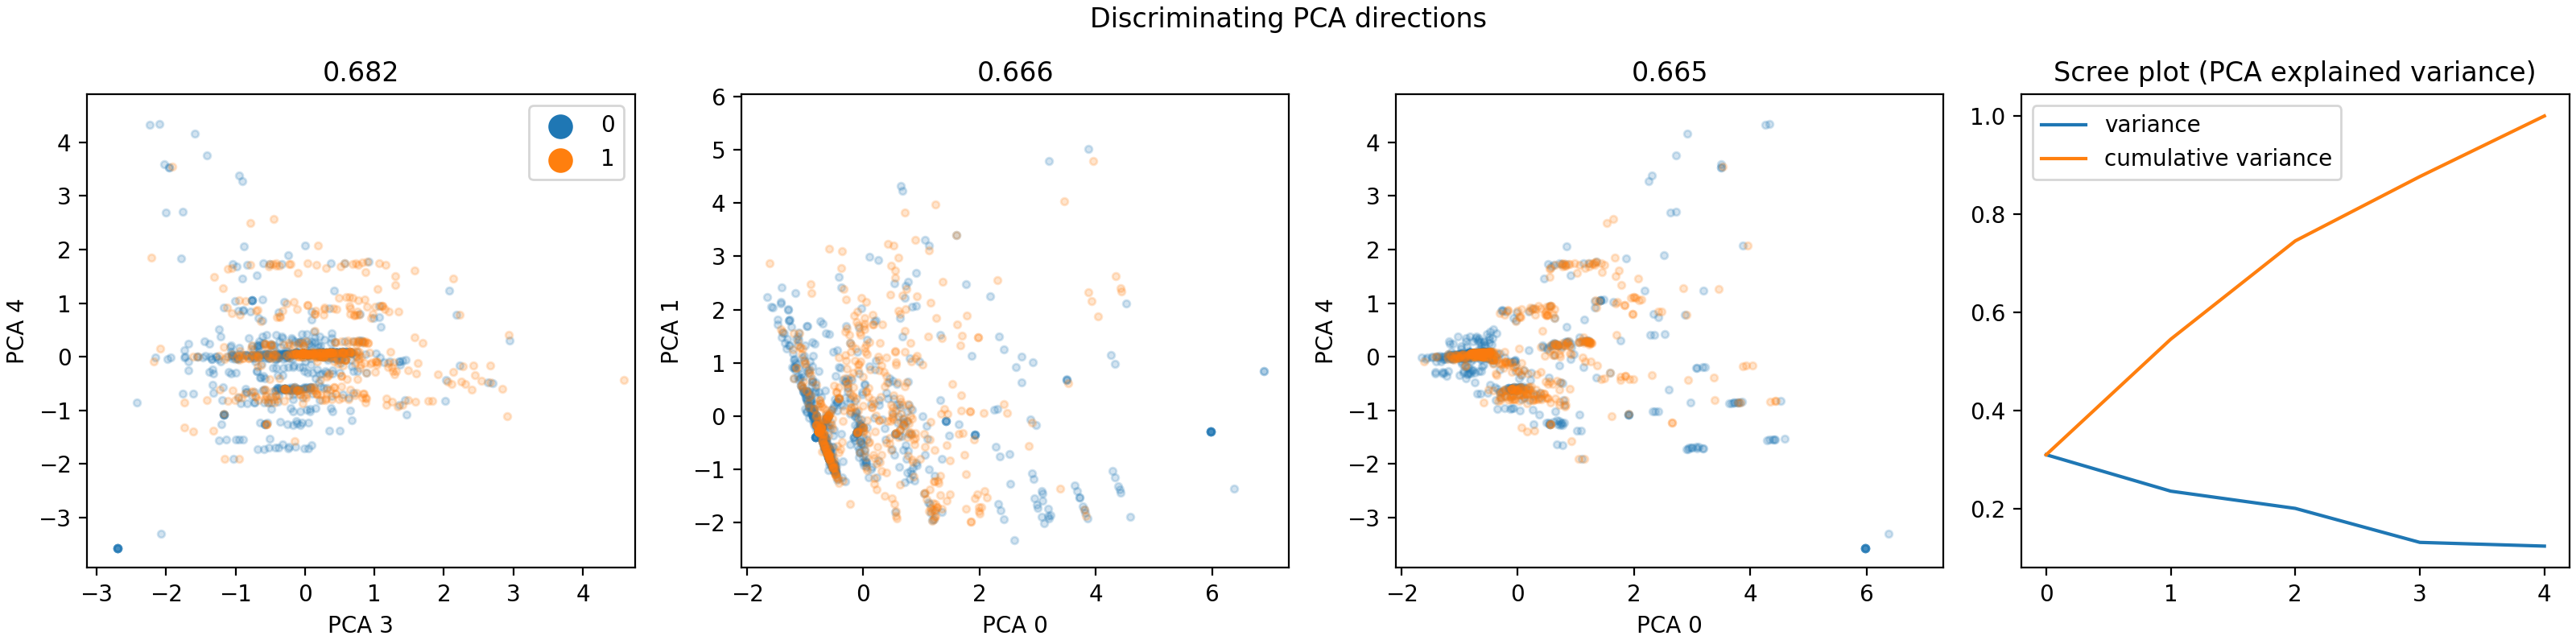 Discriminating PCA directions
0.682
4
3
2
1
0
−1
−2
−3
PCA 4
−3 −2 −1 0 1 2 3 4
PCA 3
0
1
0.666
6
5
4
3
2
1
0
−1
−2
PCA 1
−2 0 2 4 6
PCA 0
0.665
4
3
2
1
0
−1
−2
−3
PCA 4
−2 0 2 4 6
PCA 0
Scree plot (PCA explained variance)
variance
cumulative variance
1.0
0.8
0.6
0.4
0.2
0 1 2 3 4